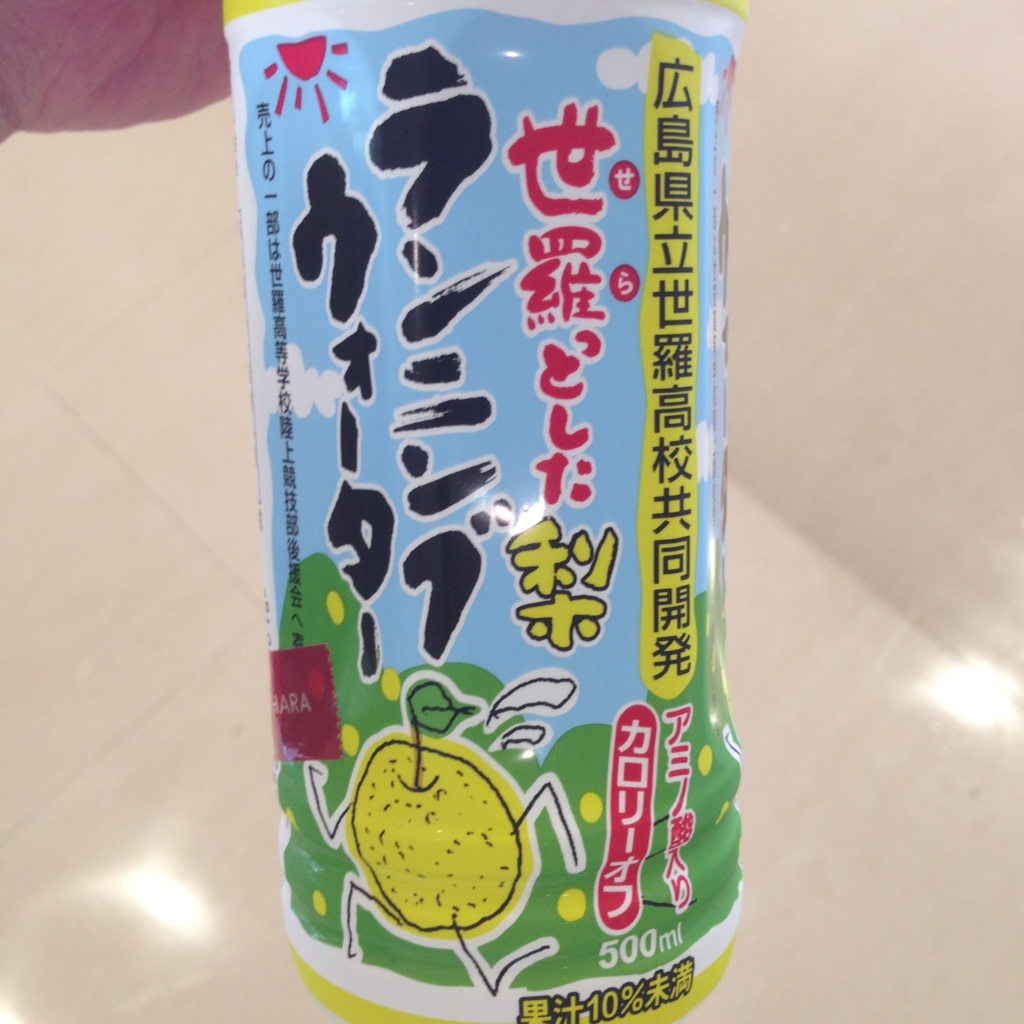 広島県立世羅高校共同開発
世羅っとした梨
せら
ランニング
ウォーター
売上の一部は世羅高等学校陸上競技部後援会へ
アミノ酸入り
カロリーオフ
500ml
果汁10%未満
HARA